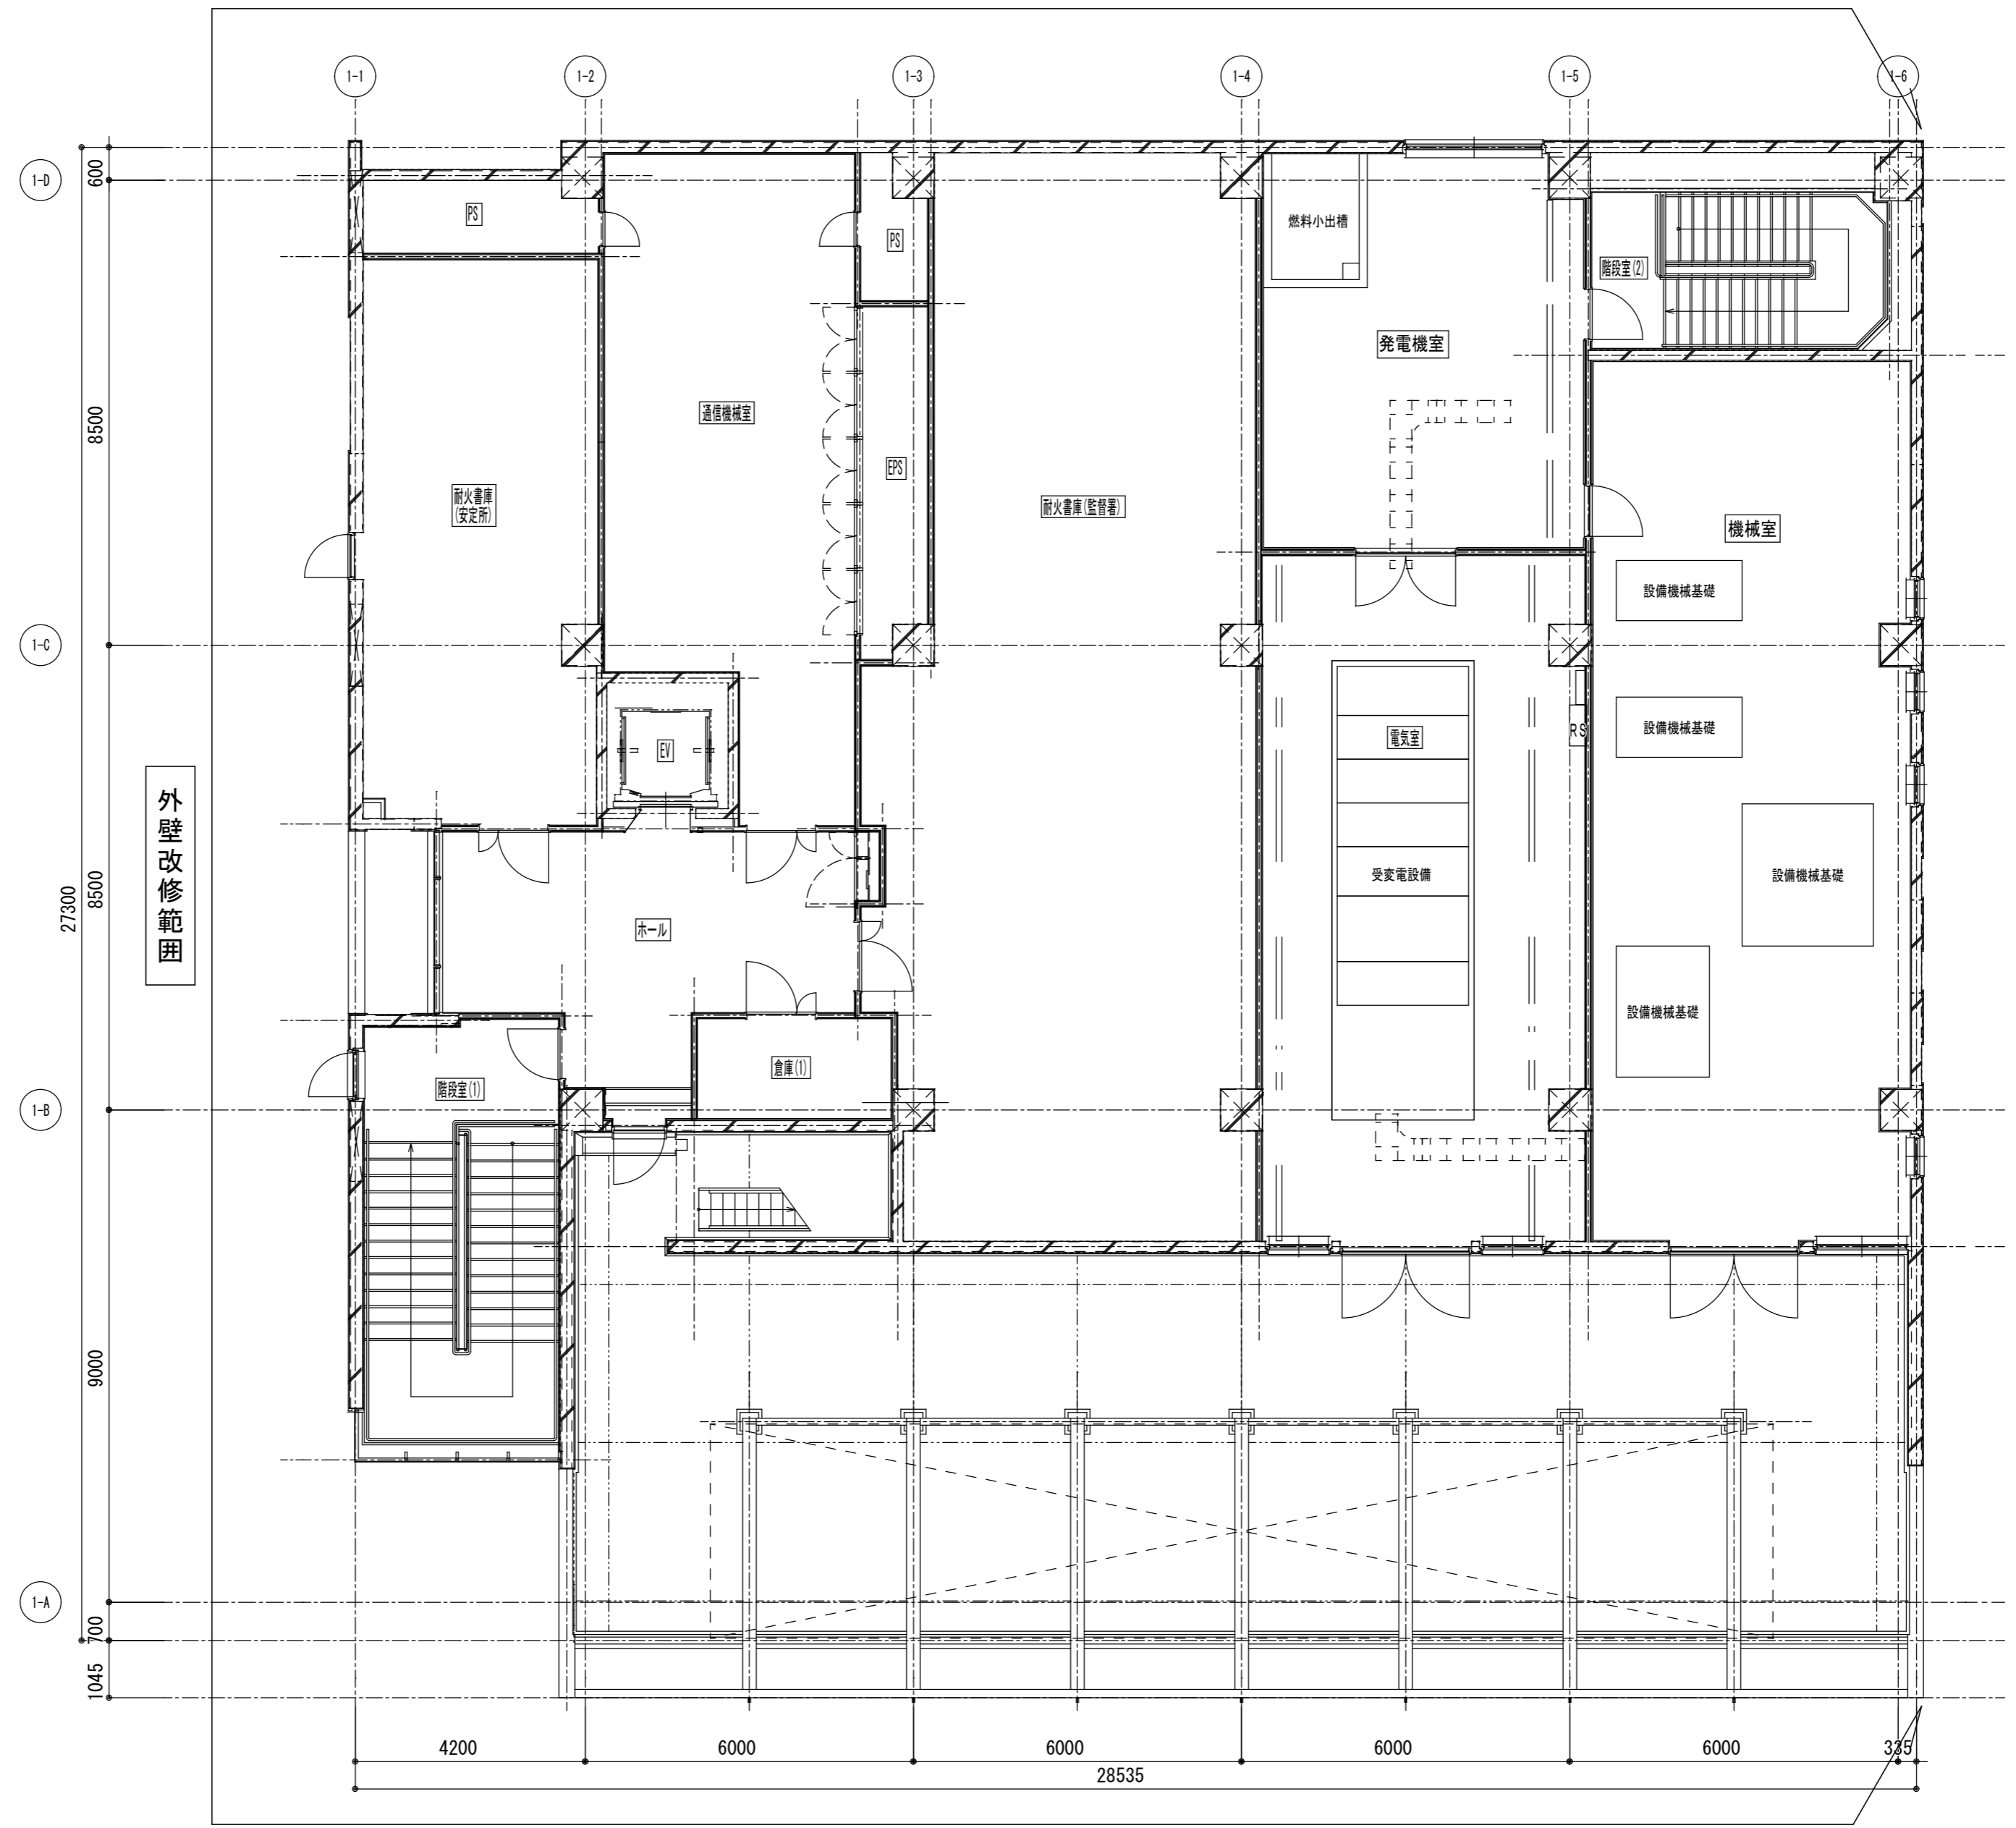 1-1
1-2
1-3
1-4
1-5
1-6
1-D
600
PS
PS
燃料小出槽
階段室(2)
発電機室
8500
通信機械室
EPS
耐火書庫
(安定所)
耐火書庫(監督署)
機械室
設備機械基礎
1-C
設備機械基礎
EV
電気室
RS
外壁改修範囲
27300
8500
受変電設備
設備機械基礎
ホール
設備機械基礎
倉庫(1)
階段室(1)
1-B
9000
1-A
700
1045
4200
6000
6000
6000
6000
335
28535